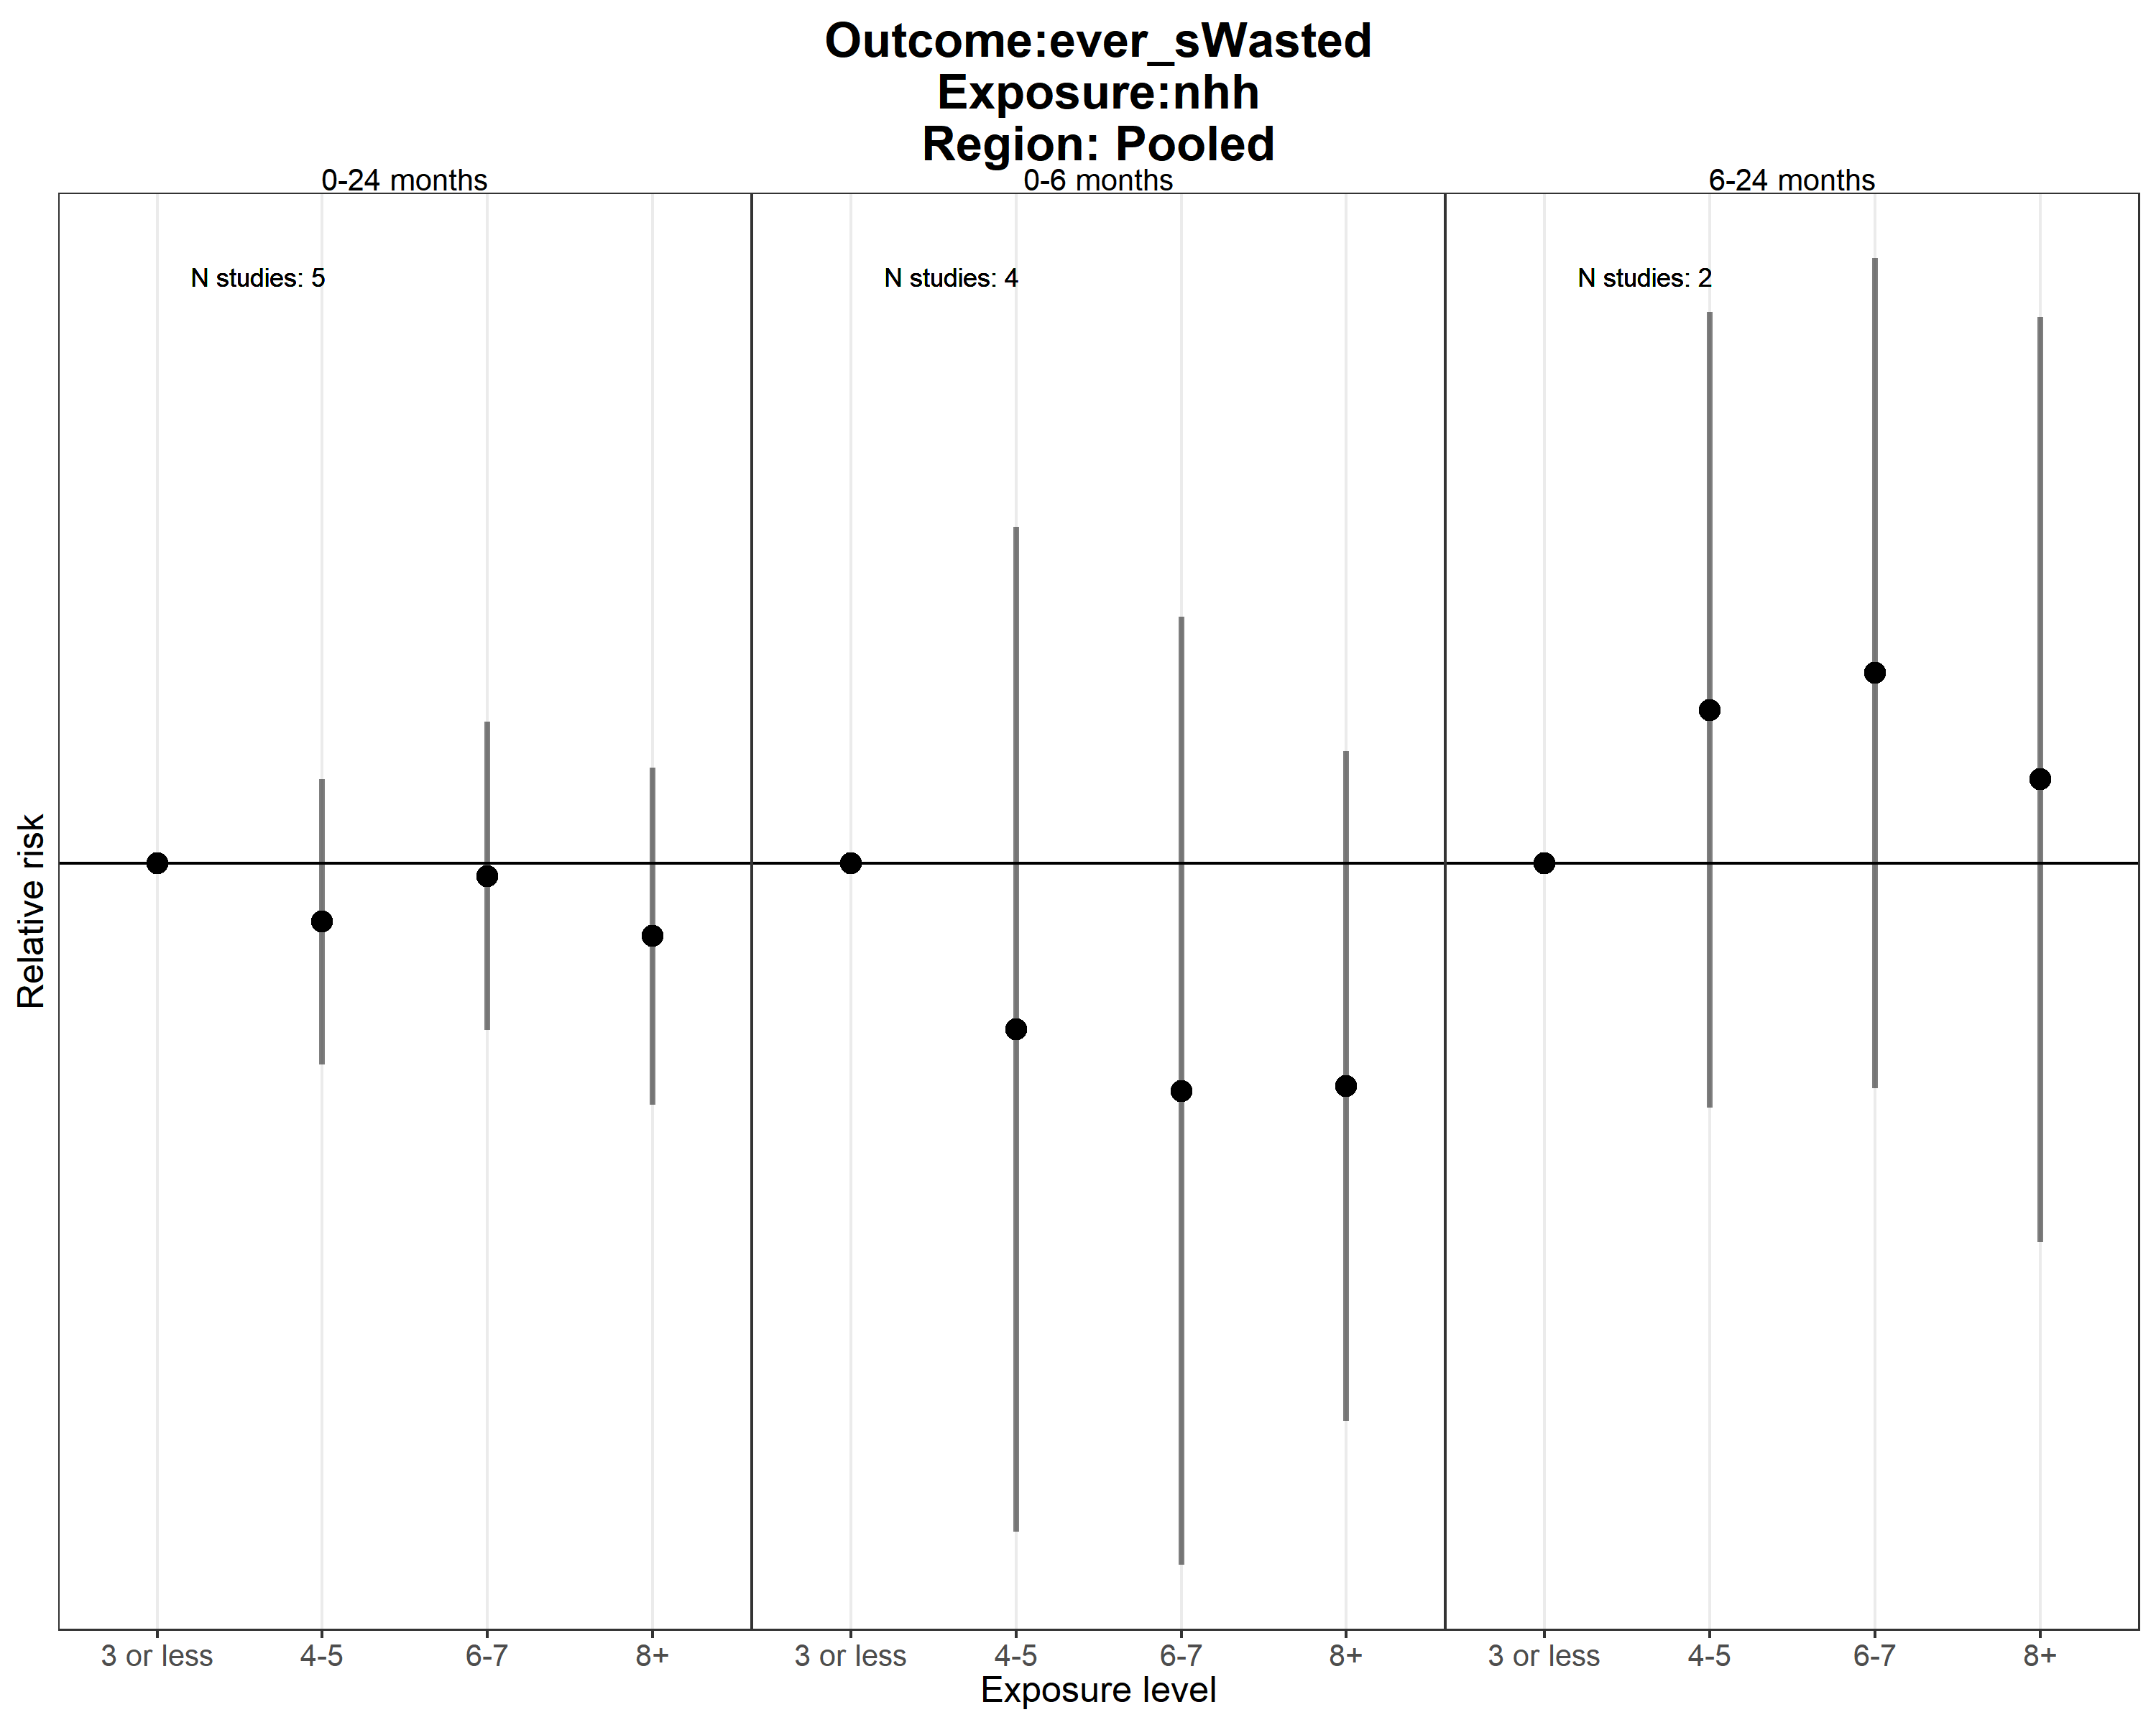 Outcome:ever_sWasted
Exposure:nhh
Region: Pooled
0-24 months 0-6 months 6-24 months
N studies: 5 N studies: 4 N studies: 2
Relative risk
3 or less 4-5 6-7 8+ 3 or less 4-5 6-7 8+ 3 or less 4-5 6-7 8+
Exposure level